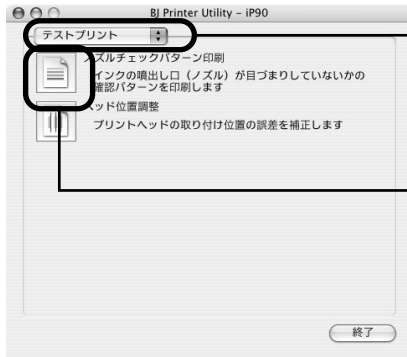 BJ Printer Utility – iP90
テストプリント
ノズルチェックパターン印刷
インクの噴出し口（ノズル）が目づまりしていないかの
確認パターンを印刷します
ヘッド位置調整
プリントヘッドの取り付け位置の誤差を補正します
終了